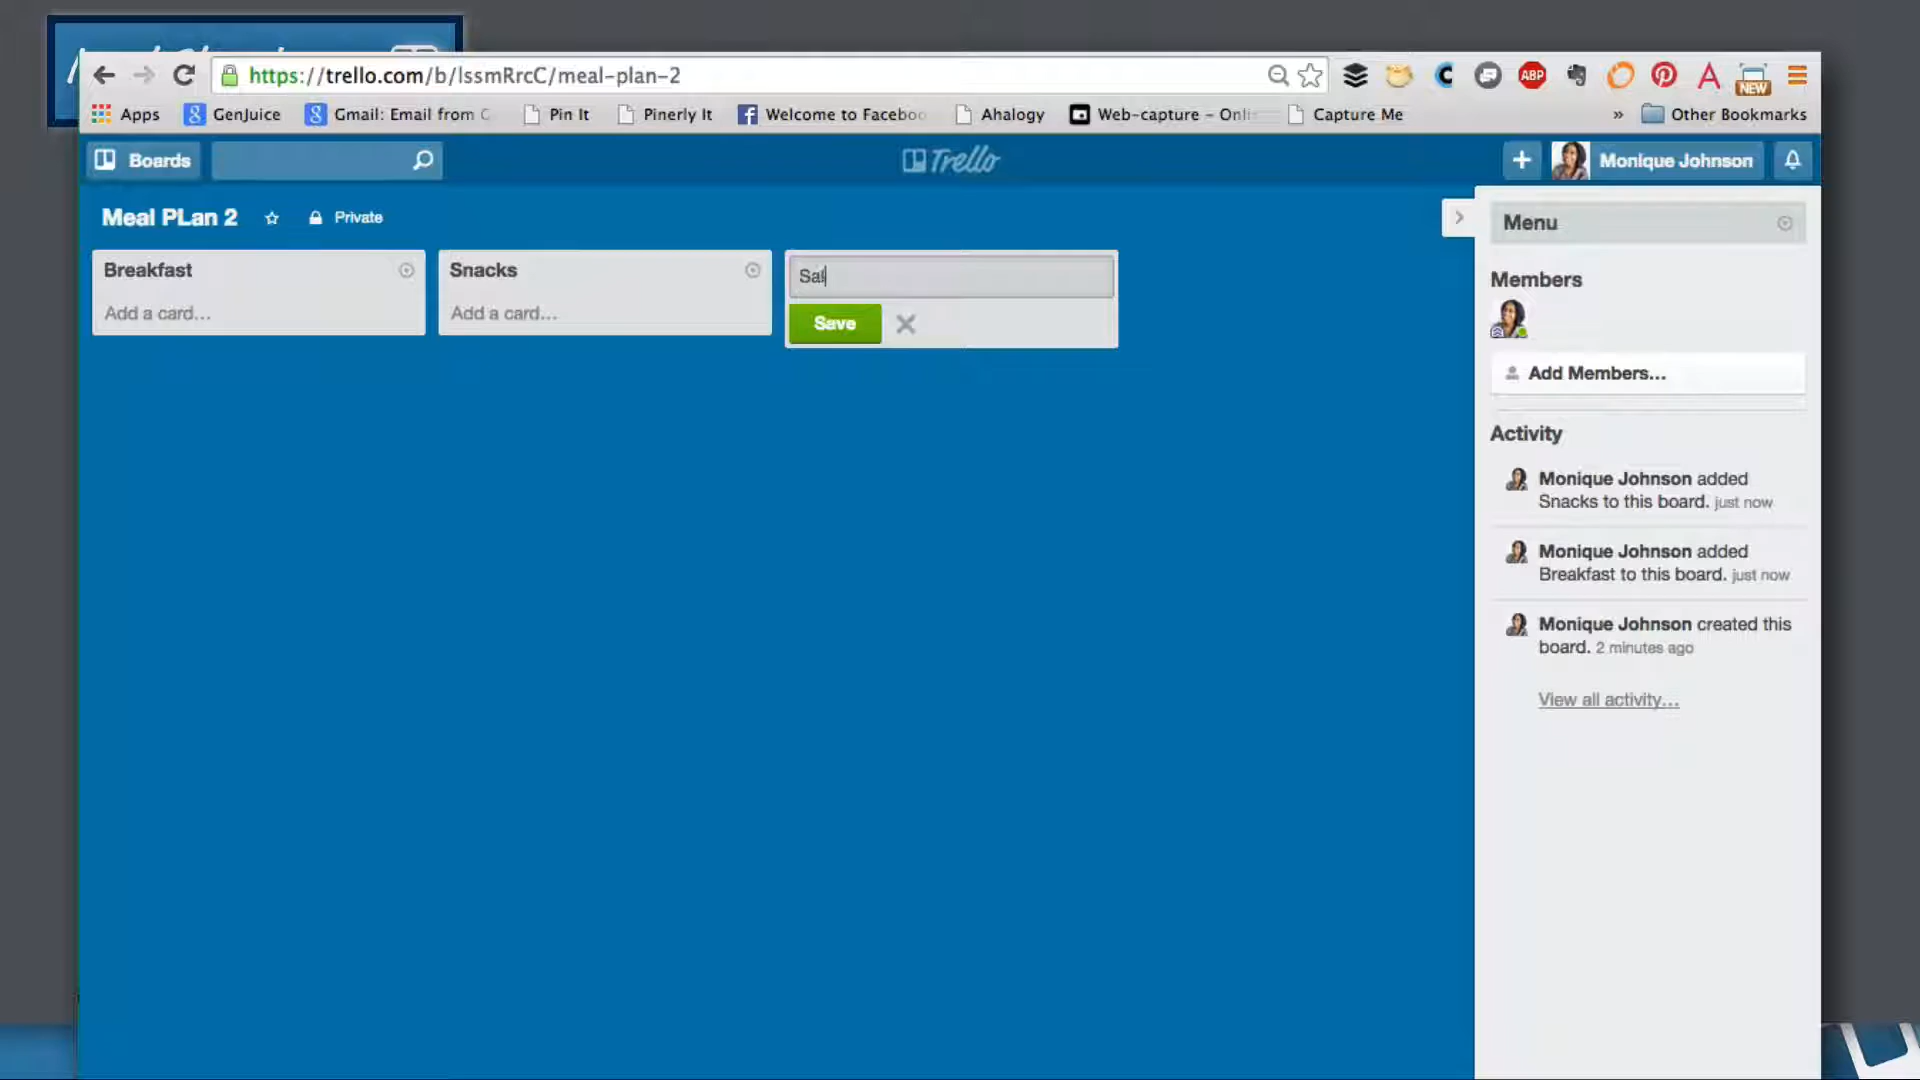 https://trello.com/b/lssmRrcC/meal-plan-2
ABP
NEW
Apps
GenJuice
Gmail: Email from
Pin It
Pinerly It
Welcome to Faceboo
Ahalogy
Web-capture - Onli
Capture Me
»
Other Bookmarks
Boards
Trello
Monique Johnson
Meal PLan 2
Private
Menu
Breakfast
Add a card...
Snacks
Add a card...
Sal
Save
Members
Add Members...
Activity
Monique Johnson added
Snacks to this board. just now
Monique Johnson added
Breakfast to this board. just now
Monique Johnson created this
board. 2 minutes ago
View all activity...